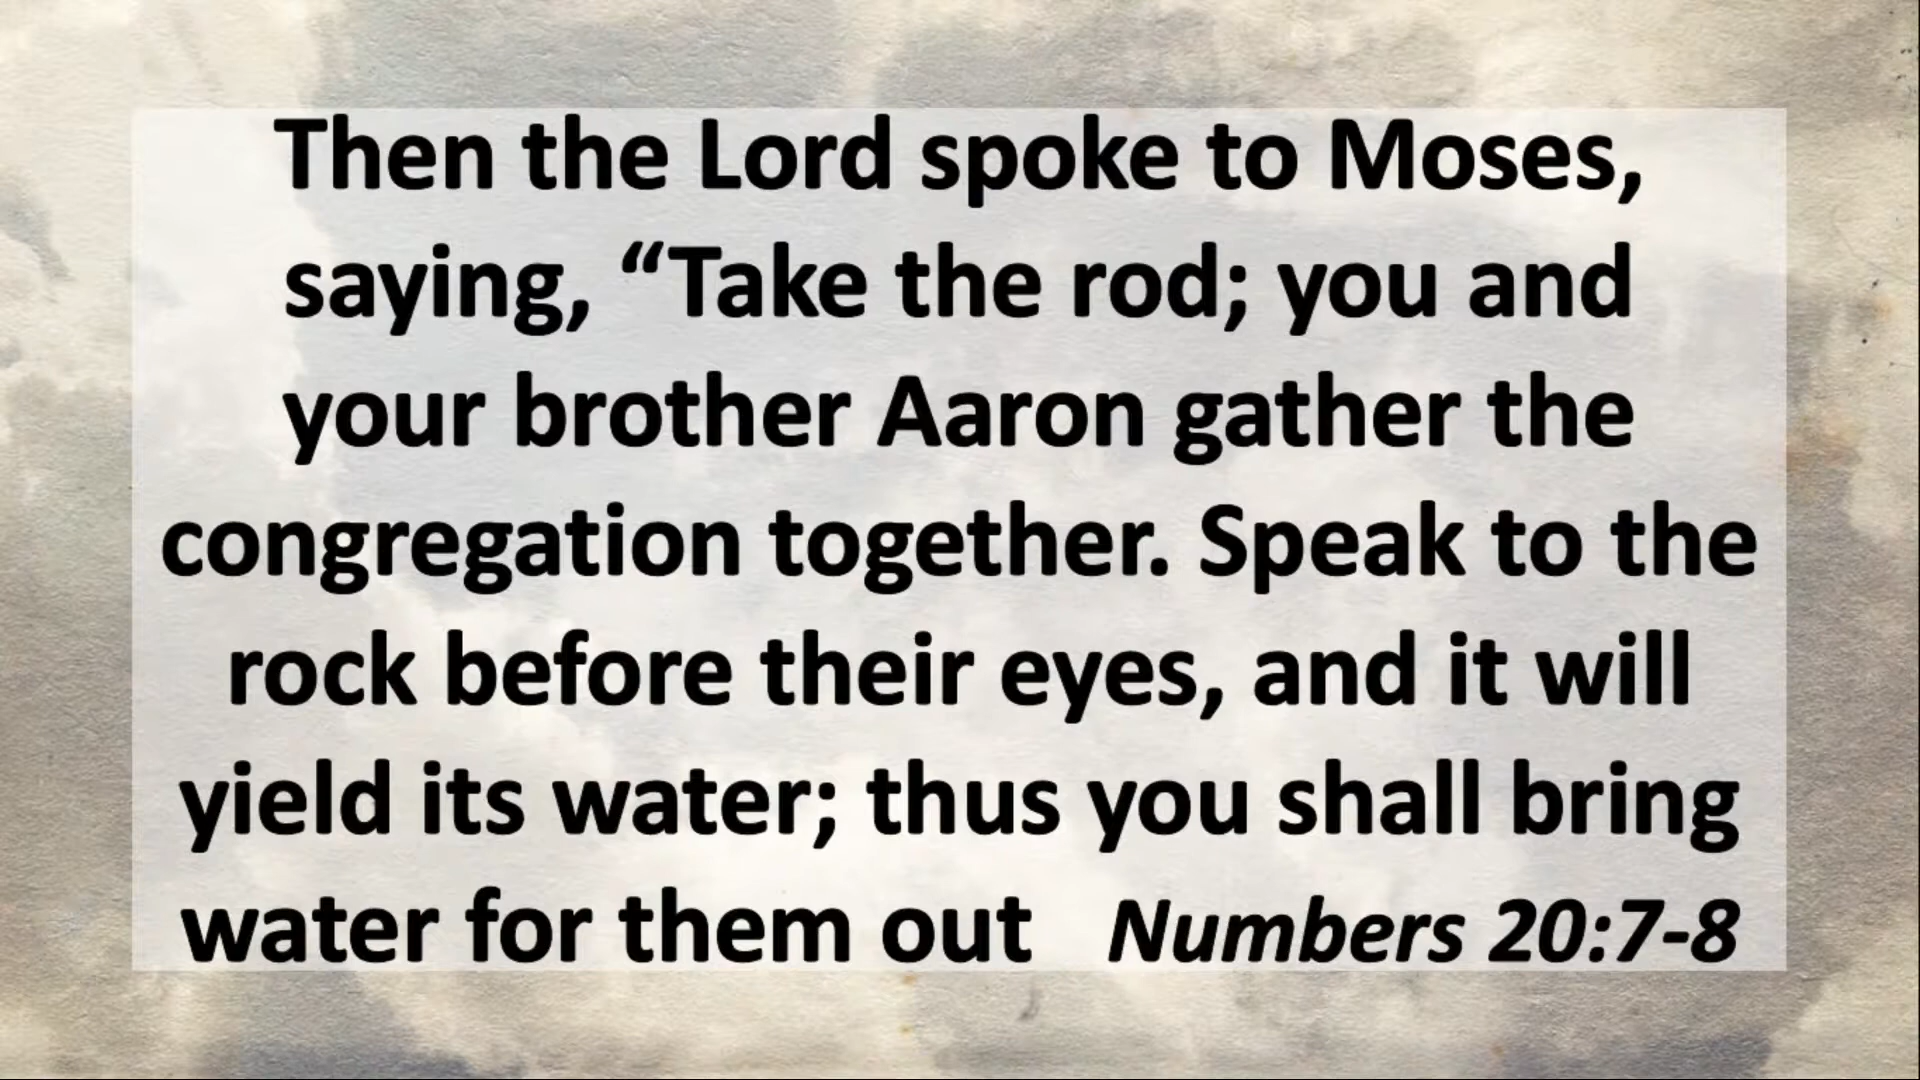 Then the Lord spoke to Moses,
saying, “Take the rod; you and
your brother Aaron gather the
congregation together. Speak to the
rock before their eyes, and it will
yield its water; thus you shall bring
water for them out Numbers 20:7-8